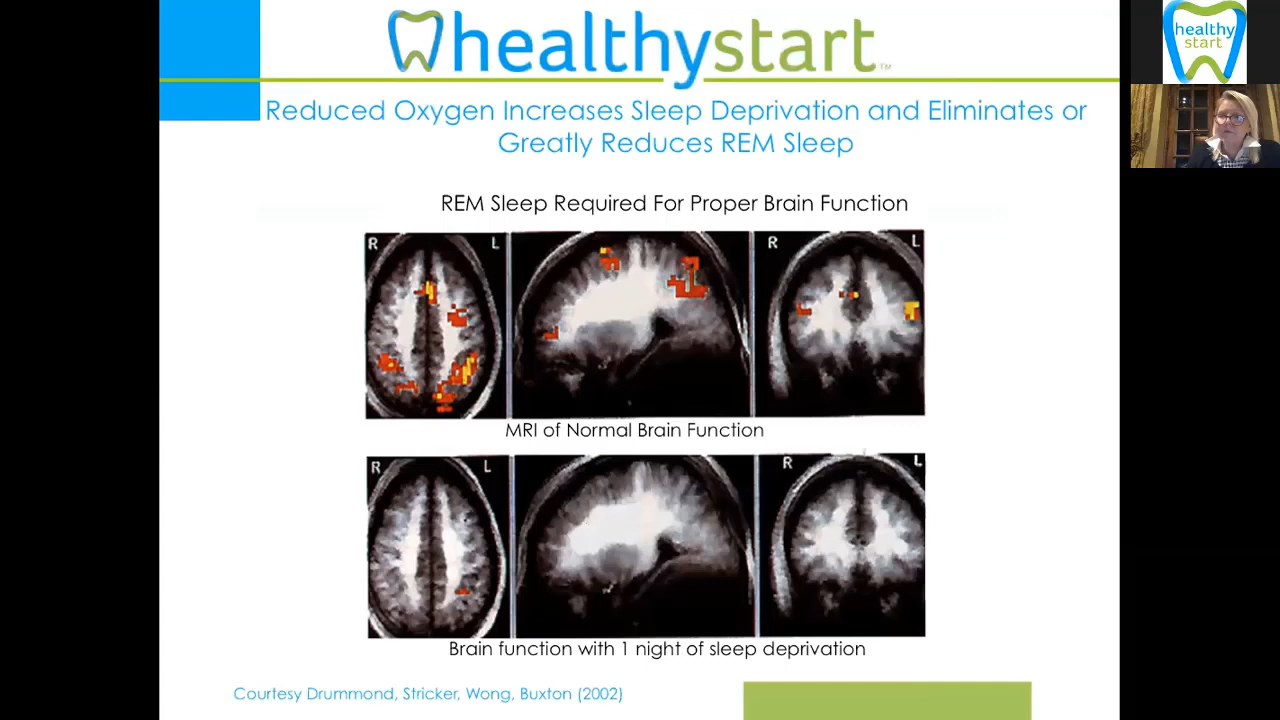 healthystart™
healthy
start
Reduced Oxygen Increases Sleep Deprivation and Eliminates or
Greatly Reduces REM Sleep
REM Sleep Required For Proper Brain Function
R L R L
MRI of Normal Brain Function
R L R L
Brain function with 1 night of sleep deprivation
Courtesy Drummond, Stricker, Wong, Buxton (2002)